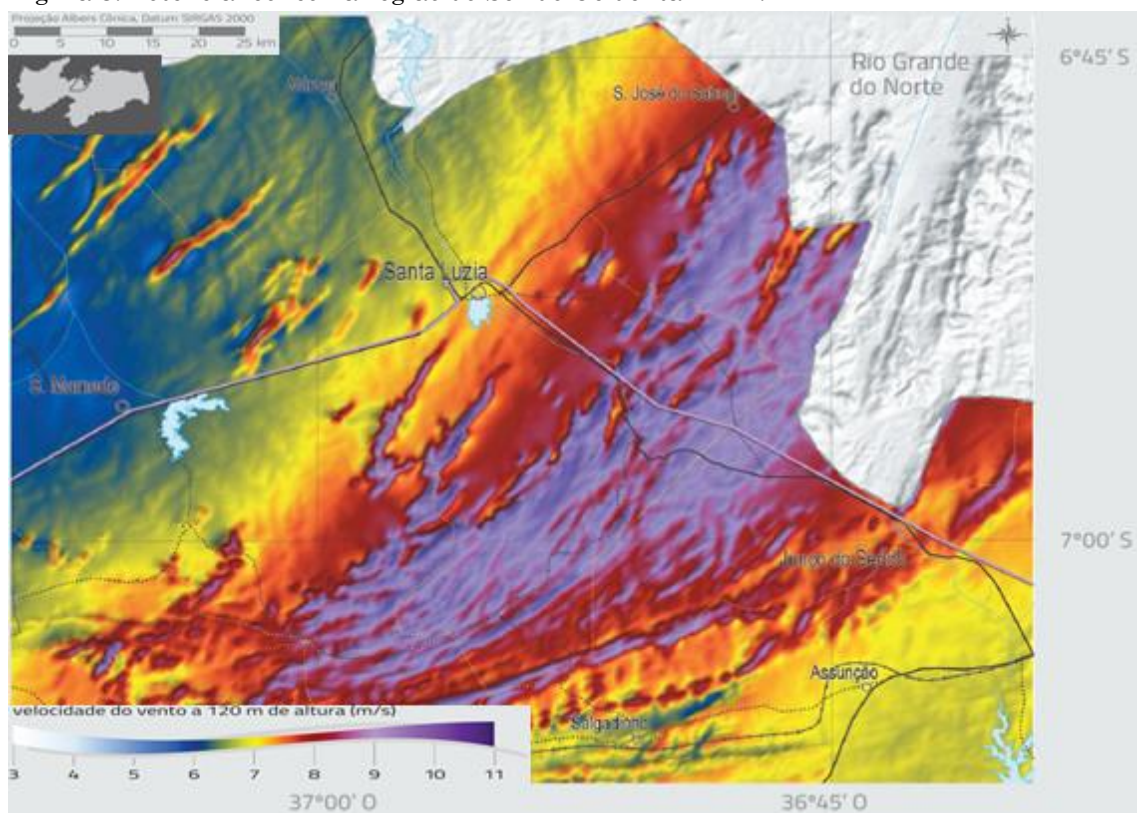 Projeção Albers Cônica, Datum SIRGAS 2000
0 5 10 15 20 25 km
6°45' S
Rio Grande
do Norte
S. José do Sabugi
Santa Luzia
S. Mamede
7°00' S
Junco do Seridó
Assunção
Salgadinho
velocidade do vento a 120 m de altura (m/s)
3 4 5 6 7 8 9 10 11
37°00' O
36°45' O